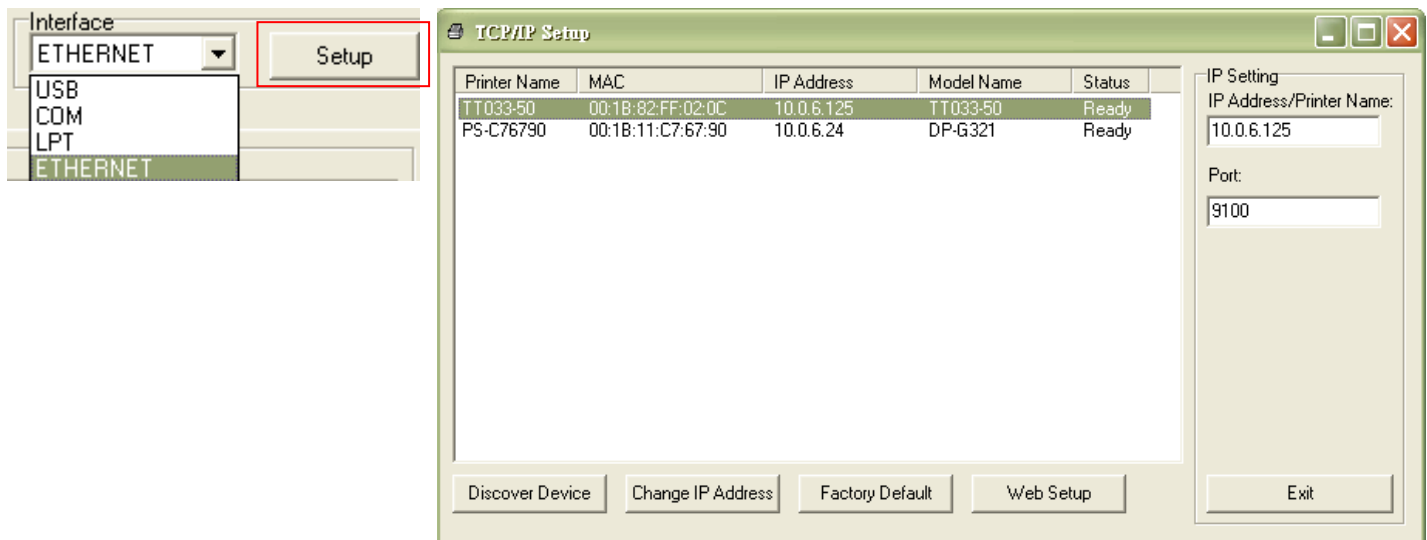 Interface
ETHERNET
Setup
USB
COM
LPT
ETHERNET
TCP/IP Setup
Printer Name MAC IP Address Model Name Status
TT033-50 00:1B:82:FF:02:0C 10.0.6.125 TT033-50 Ready
PS-C76790 00:1B:11:C7:67:90 10.0.6.24 DP-G321 Ready
IP Setting
IP Address/Printer Name:
10.0.6.125
Port:
9100
Discover Device Change IP Address Factory Default Web Setup Exit